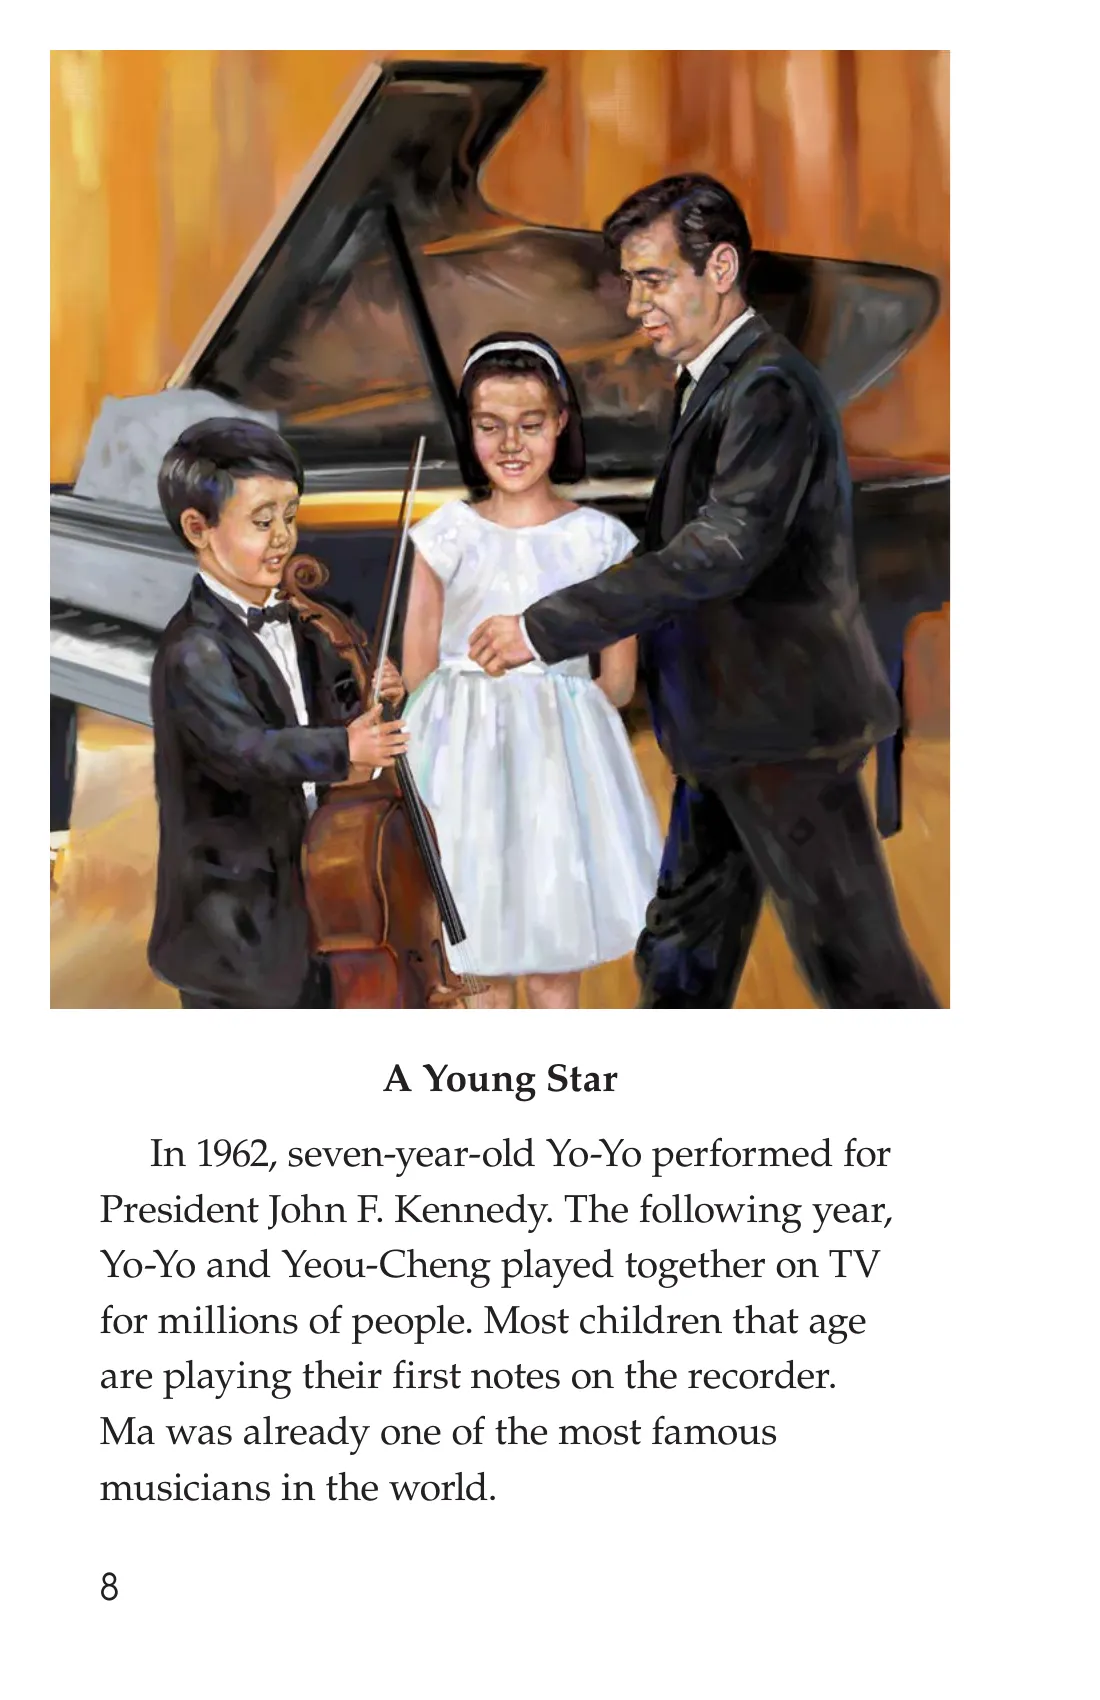 A Young Star
In 1962, seven-year-old Yo-Yo performed for
President John F. Kennedy. The following year,
Yo-Yo and Yeou-Cheng played together on TV
for millions of people. Most children that age
are playing their first notes on the recorder.
Ma was already one of the most famous
musicians in the world.
8